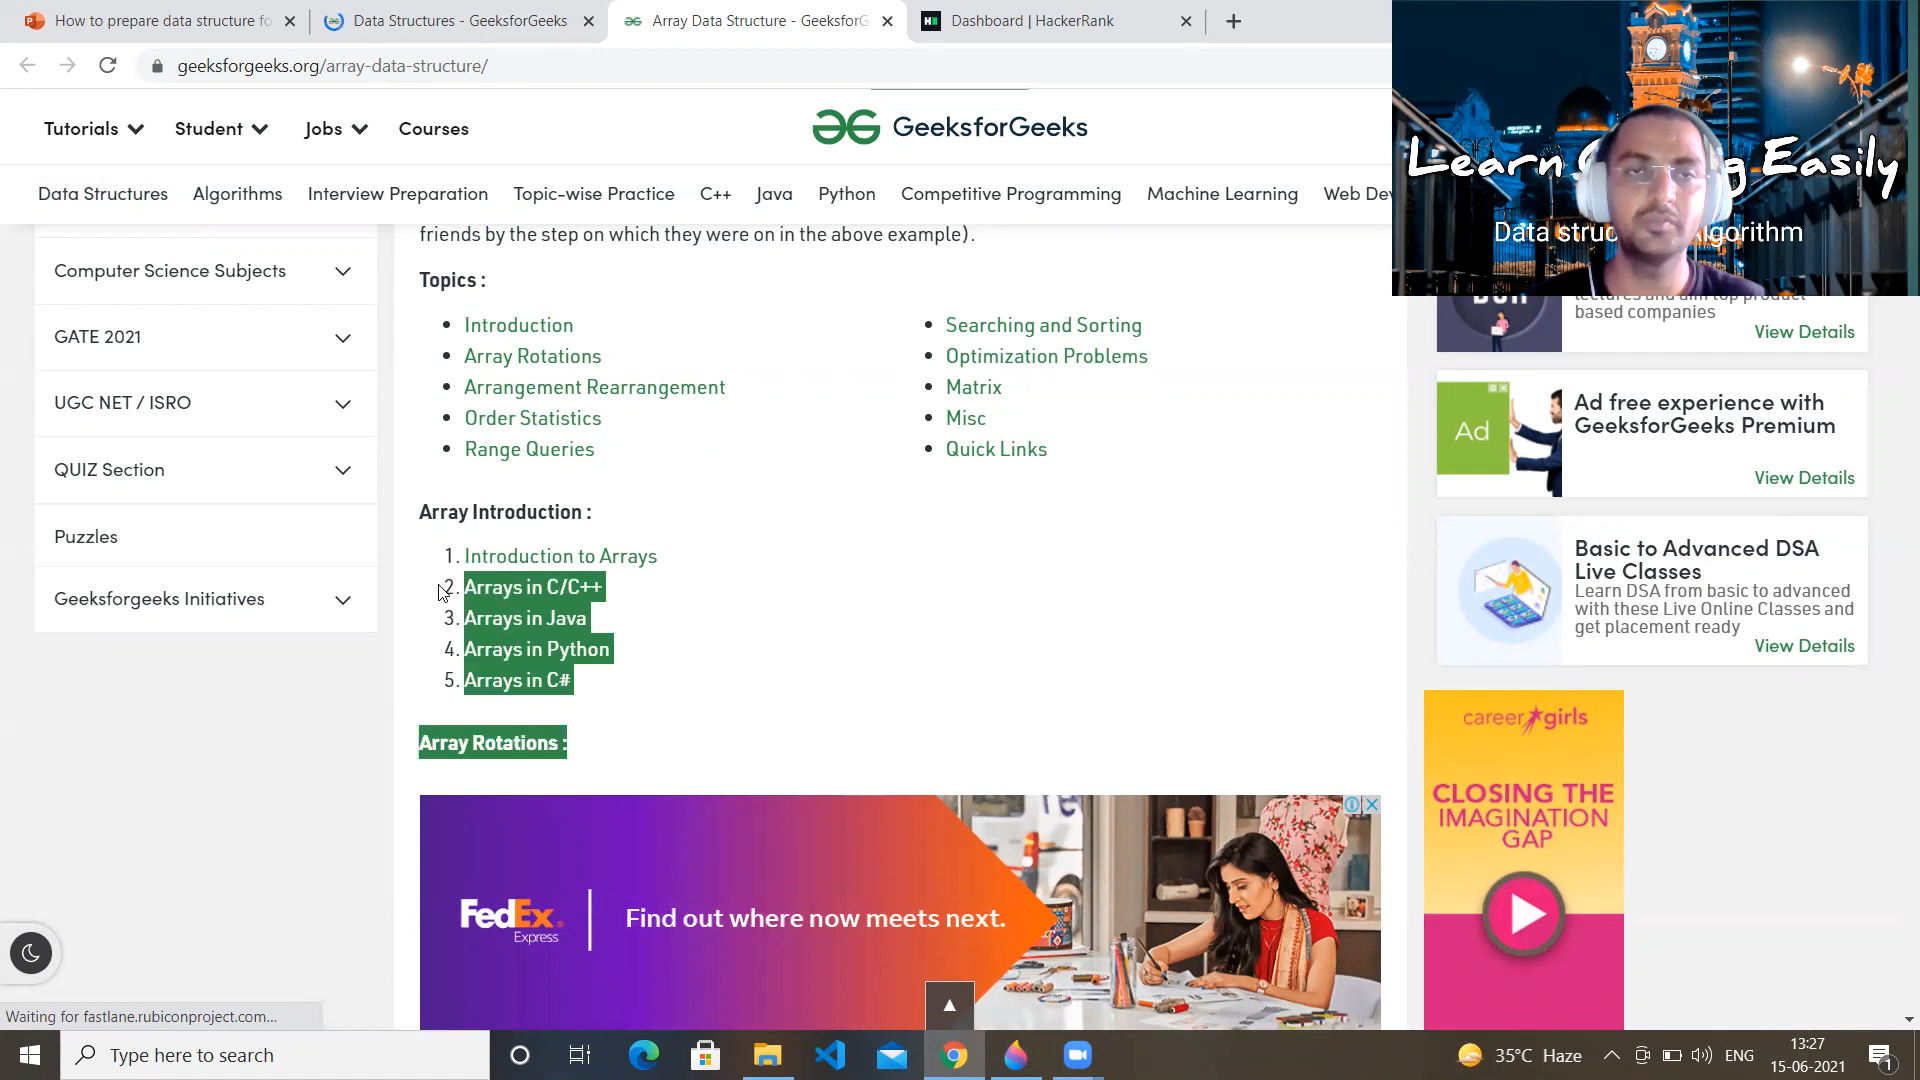 How to prepare data structure fo
Data Structures - GeeksforGeeks
Array Data Structure - GeeksforG
Dashboard | HackerRank
geeksforgeeks.org/array-data-structure/
Tutorials
Student
Jobs
Courses
GeeksforGeeks
Data Structures
Algorithms
Interview Preparation
Topic-wise Practice
C++
Java
Python
Competitive Programming
Machine Learning
Web Dev
Learn
Easily
Computer Science Subjects
GATE 2021
UGC NET / ISRO
QUIZ Section
Puzzles
Geeksforgeeks Initiatives
friends by the step on which they were on in the above example).
Topics :
Introduction
Array Rotations
Arrangement Rearrangement
Order Statistics
Range Queries
Searching and Sorting
Optimization Problems
Matrix
Misc
Quick Links
Array Introduction :
1. Introduction to Arrays
2. Arrays in C/C++
3. Arrays in Java
4. Arrays in Python
5. Arrays in C#
Array Rotations :
FedEx
Express
Find out where now meets next.
based companies
View Details
Ad
Ad free experience with
GeeksforGeeks Premium
View Details
Basic to Advanced DSA
Live Classes
Learn DSA from basic to advanced
with these Live Online Classes and
get placement ready
View Details
career girls
CLOSING THE
IMAGINATION
GAP
Waiting for fastlane.rubiconproject.com...
Type here to search
35°C Haze
ENG
13:27
15-06-2021
1